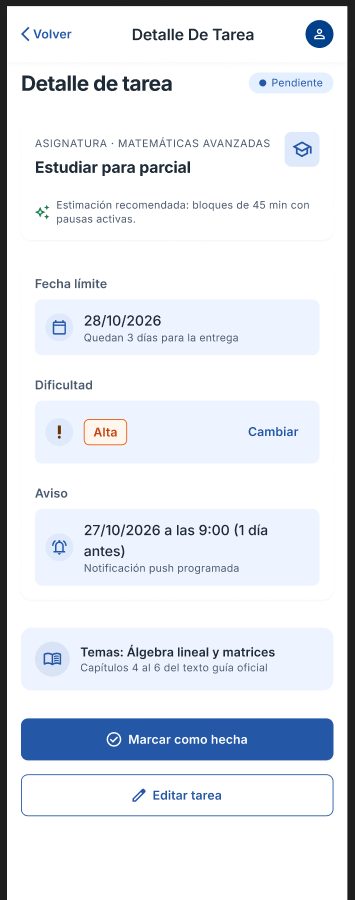 Volver
Detalle De Tarea
Detalle de tarea
Pendiente
ASIGNATURA · MATEMÁTICAS AVANZADAS
Estudiar para parcial
Estimación recomendada: bloques de 45 min con
pausas activas.
Fecha límite
28/10/2026
Quedan 3 días para la entrega
Dificultad
Alta
Cambiar
Aviso
27/10/2026 a las 9:00 (1 día
antes)
Notificación push programada
Temas: Álgebra lineal y matrices
Capítulos 4 al 6 del texto guía oficial
Marcar como hecha
Editar tarea